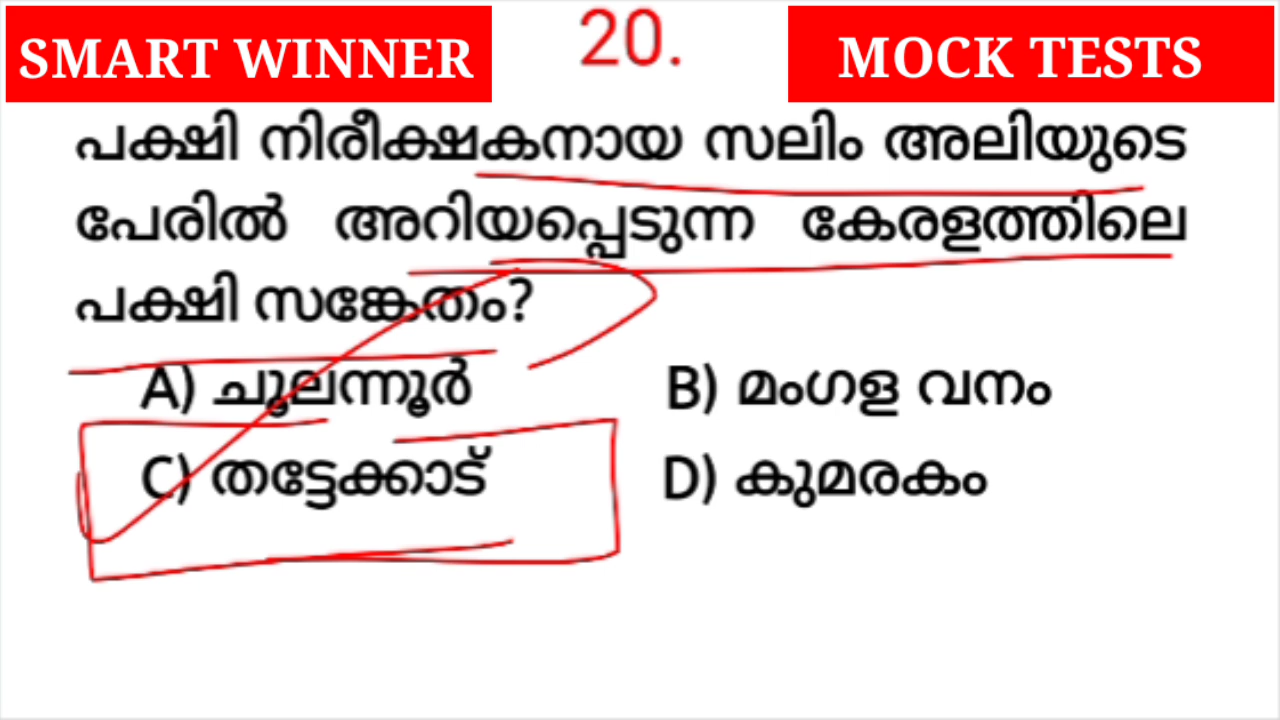 SMART WINNER
20.
MOCK TESTS
പക്ഷി നിരീക്ഷകനായ സലിം അലിയുടെ
പേരിൽ അറിയപ്പെടുന്ന കേരളത്തിലെ
പക്ഷി സങ്കേതം?
A) ചൂലന്നൂർ B) മംഗള വനം
C) തട്ടേക്കാട് D) കുമരകം